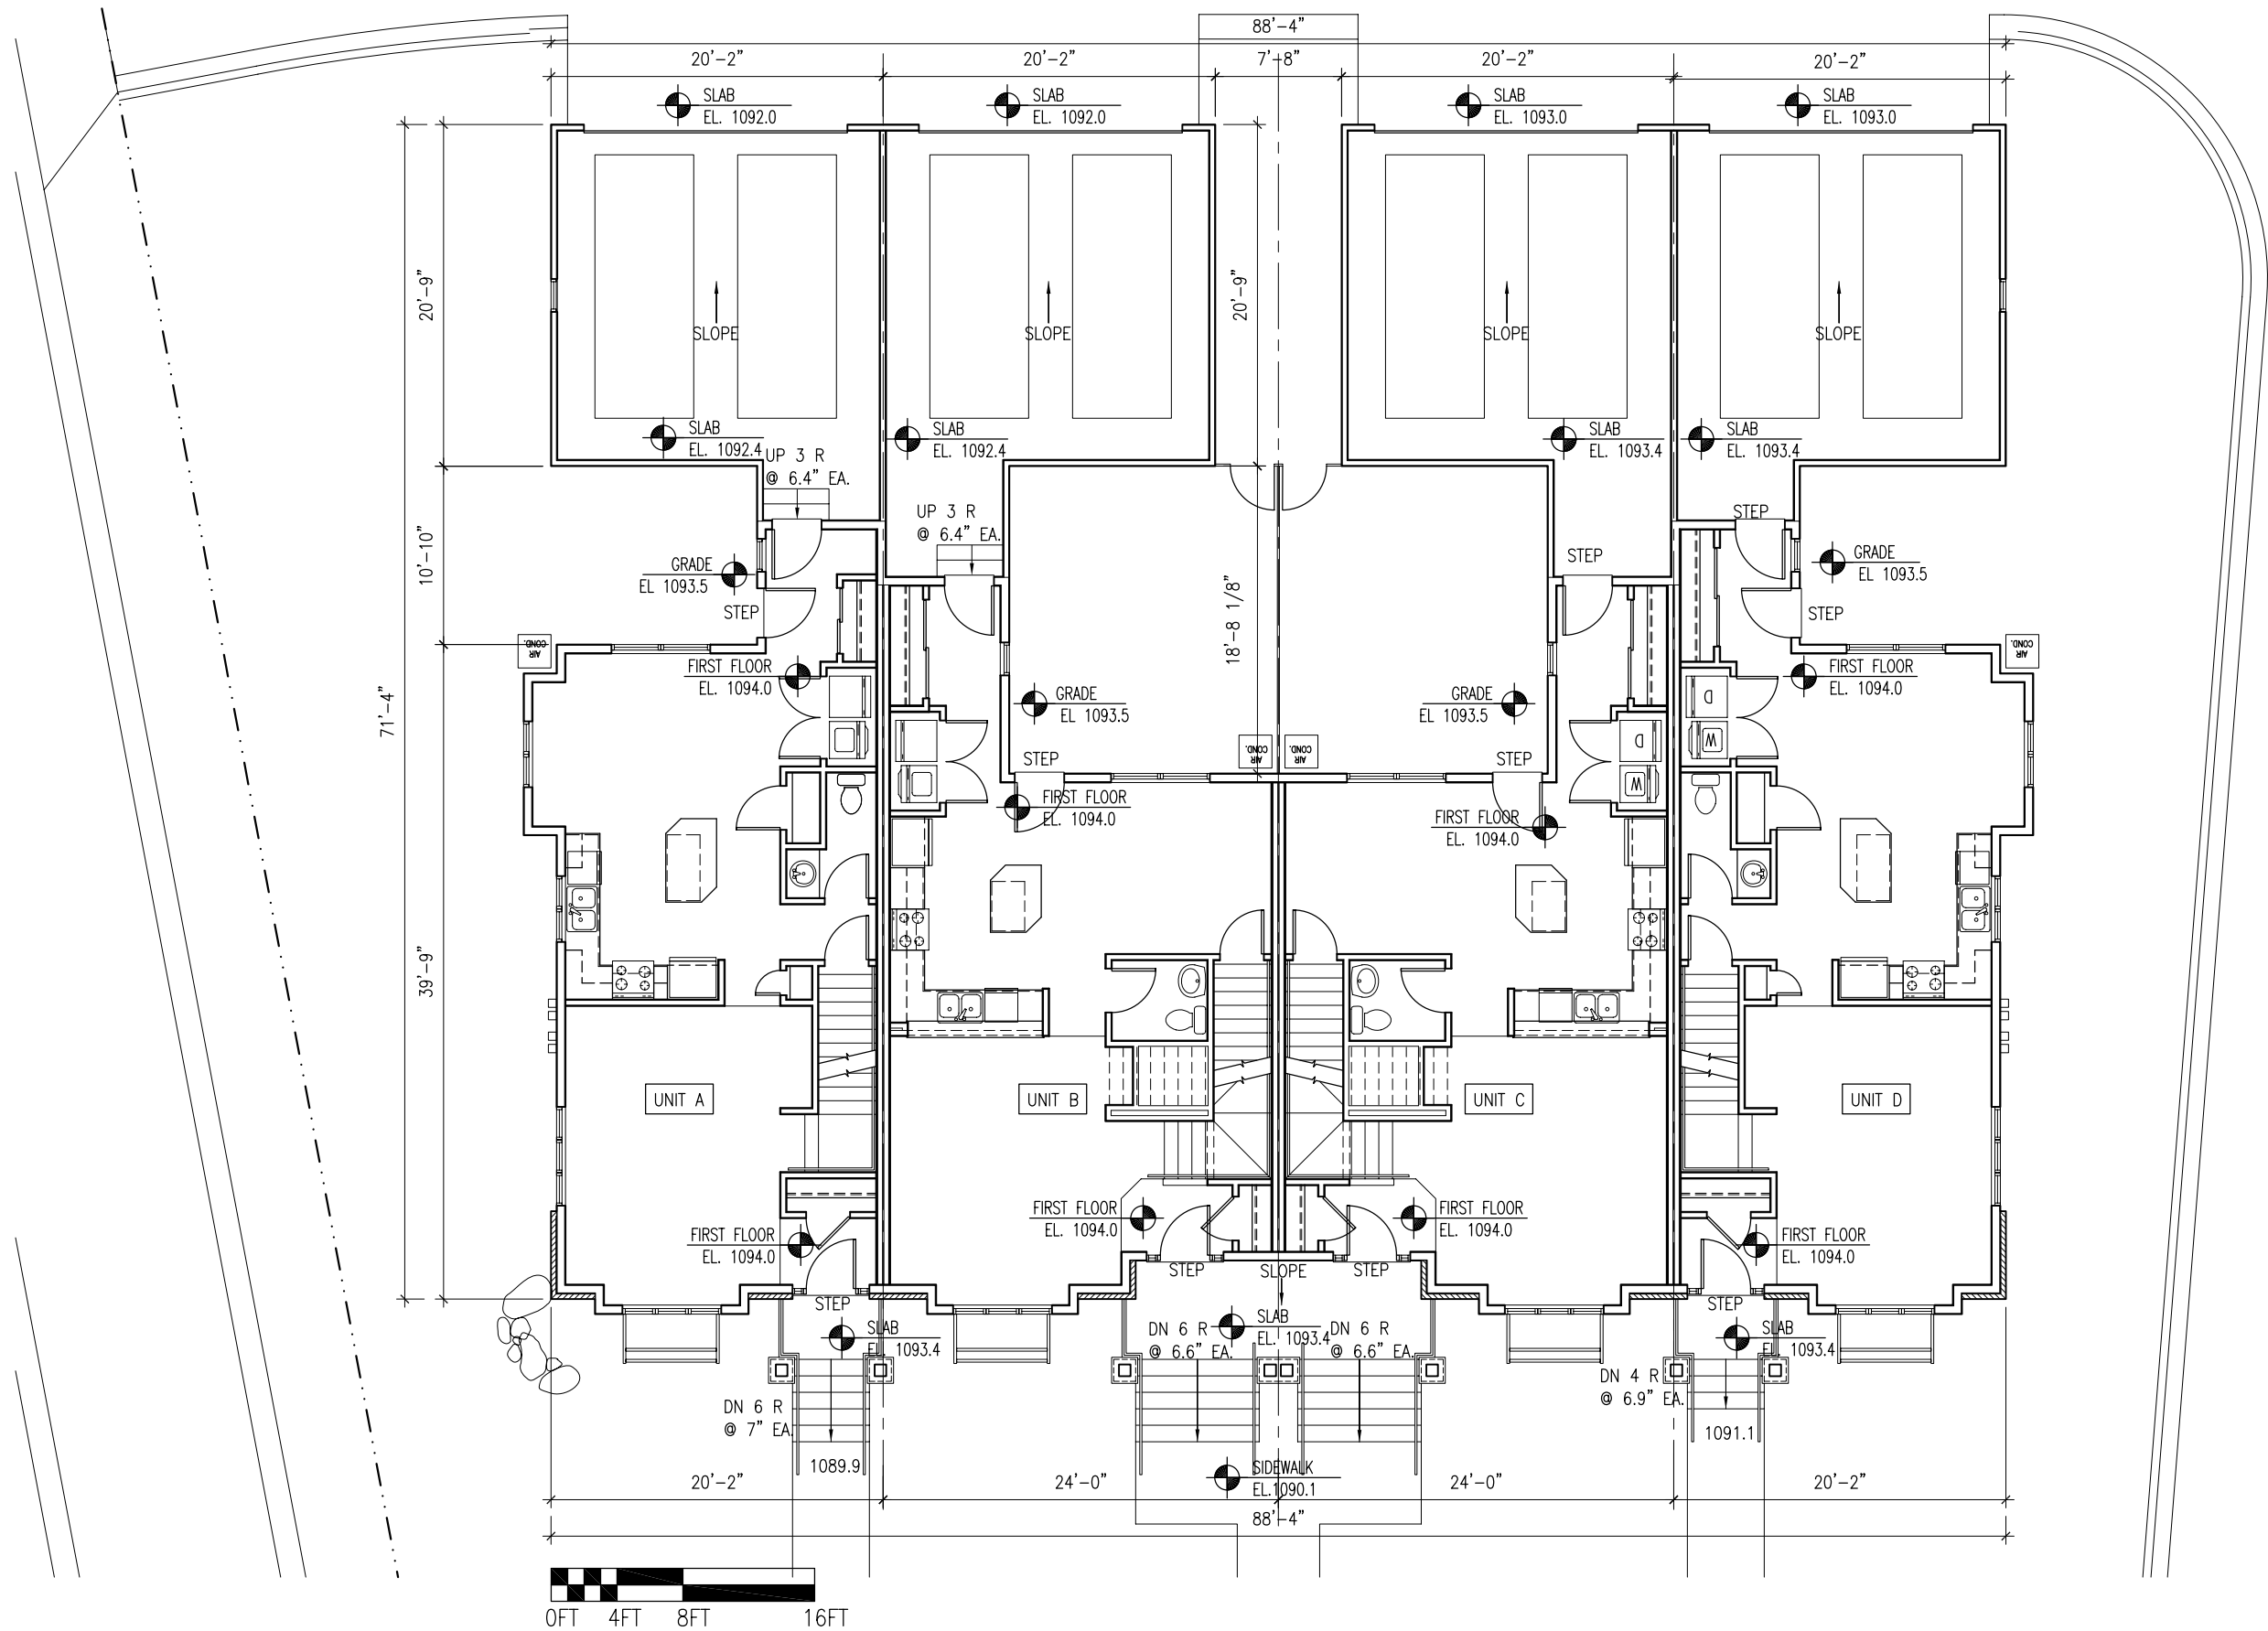 88'-4"
20'-2"
20'-2"
7'-8"
20'-2"
20'-2"
SLAB
EL. 1092.0
SLAB
EL. 1092.0
SLAB
EL. 1093.0
SLAB
EL. 1093.0
20'-9"
20'-9"
SLOPE
SLOPE
SLOPE
SLOPE
SLAB
EL. 1092.4
SLAB
EL. 1092.4
SLAB
EL. 1093.4
SLAB
EL. 1093.4
UP 3 R
@ 6.4" EA.
UP 3 R
@ 6.4" EA.
STEP
STEP
10'-10"
GRADE
EL 1093.5
GRADE
EL 1093.5
STEP
STEP
18'-8 1/8"
AIR
COND.
AIR
COND.
71'-4"
FIRST FLOOR
EL. 1094.0
FIRST FLOOR
EL. 1094.0
GRADE
EL 1093.5
GRADE
EL 1093.5
D
W
D
W
AIR
COND.
AIR
COND.
STEP
STEP
FIRST FLOOR
EL. 1094.0
FIRST FLOOR
EL. 1094.0
39'-9"
UNIT A
UNIT B
UNIT C
UNIT D
FIRST FLOOR
EL. 1094.0
FIRST FLOOR
EL. 1094.0
FIRST FLOOR
EL. 1094.0
FIRST FLOOR
EL. 1094.0
STEP
SLOPE
STEP
STEP
STEP
SLAB
EL. 1093.4
SLAB
EL. 1093.4
SLAB
EL. 1093.4
DN 6 R
@ 6.6" EA.
DN 6 R
@ 6.6" EA.
DN 4 R
@ 6.9" EA.
DN 6 R
@ 7" EA.
1089.9
1091.1
SIDEWALK
EL.1090.1
20'-2"
24'-0"
24'-0"
20'-2"
88'-4"
0FT 4FT 8FT 16FT